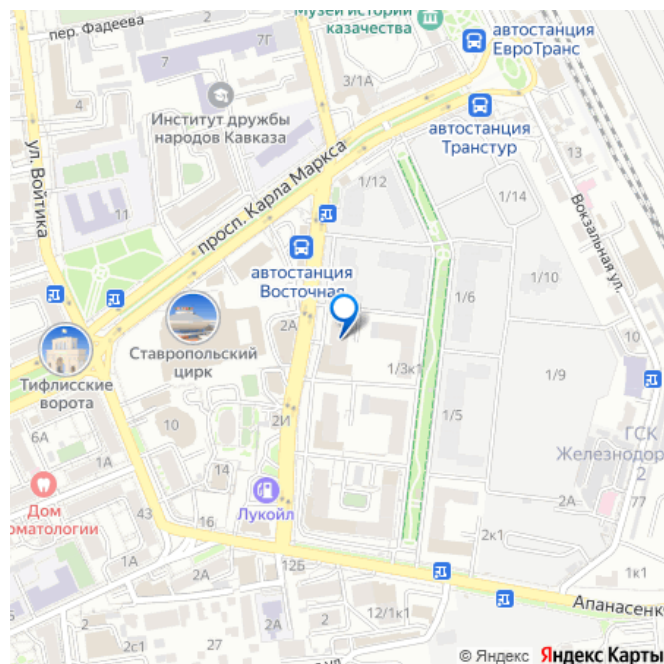 пер. Фадеева
2
7
7Г
Музей истории
казачества
автостанция
ЕвроТранс
3/1А
Институт дружбы
народов Кавказа
автостанция
Транстур
13
ул. Войтика
просп. Карла Маркса
1/12
1/14
11
Вокзальная ул.
автостанция
Восточная
1/10
1/6
2А
Ставропольский
цирк
10
Тифлисские
ворота
1/3к1
1/9
10
2И
1/5
6А
ГСК
Железнодор
2
1А
14
Дом
оматологии
Лукойл
2А
77
43
16
2к1
12Б
1А
2А
1к1
2А
2
12/1к1
Апанасенк
2с1
27
ул.
© Яндекс Яндекс Карты